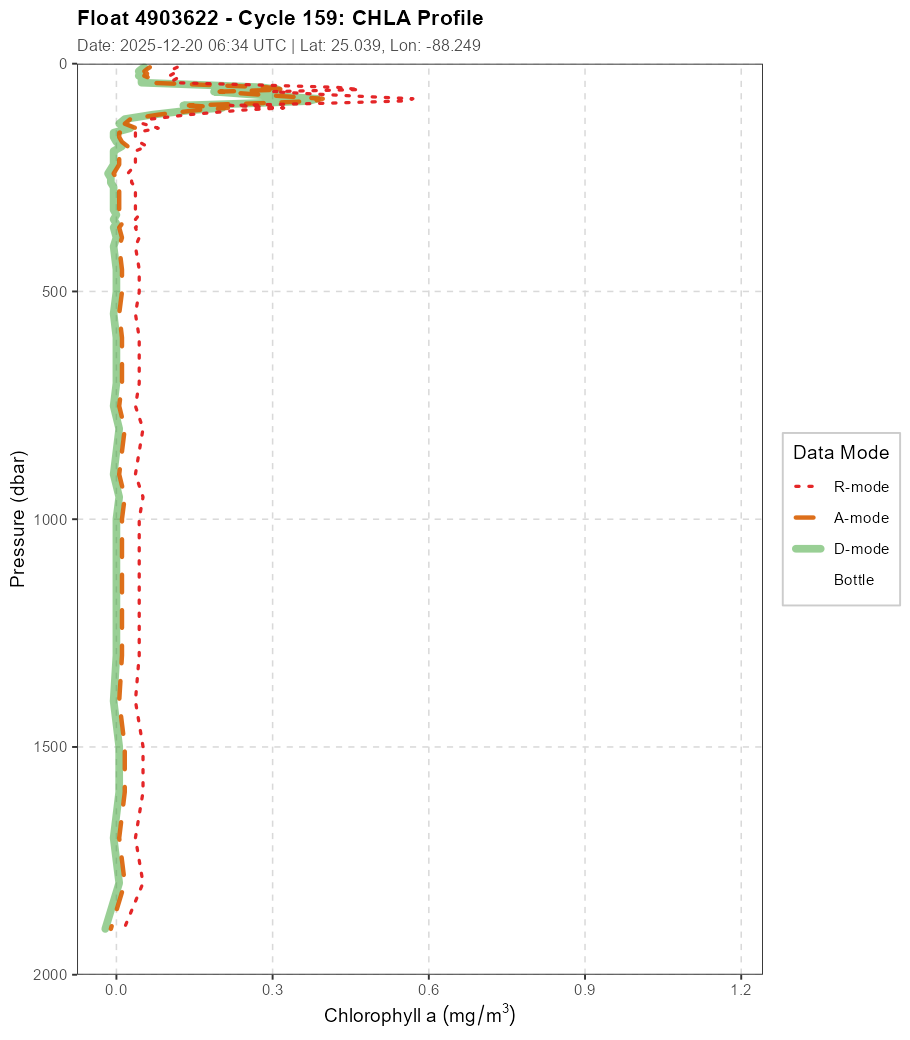 Float 4903622 - Cycle 159: CHLA Profile
Date: 2025-12-20 06:34 UTC | Lat: 25.039, Lon: -88.249
0
500
1000
1500
2000
Pressure (dbar)
0.0 0.3 0.6 0.9 1.2
Chlorophyll a (mg/m³)
Data Mode
R-mode
A-mode
D-mode
Bottle